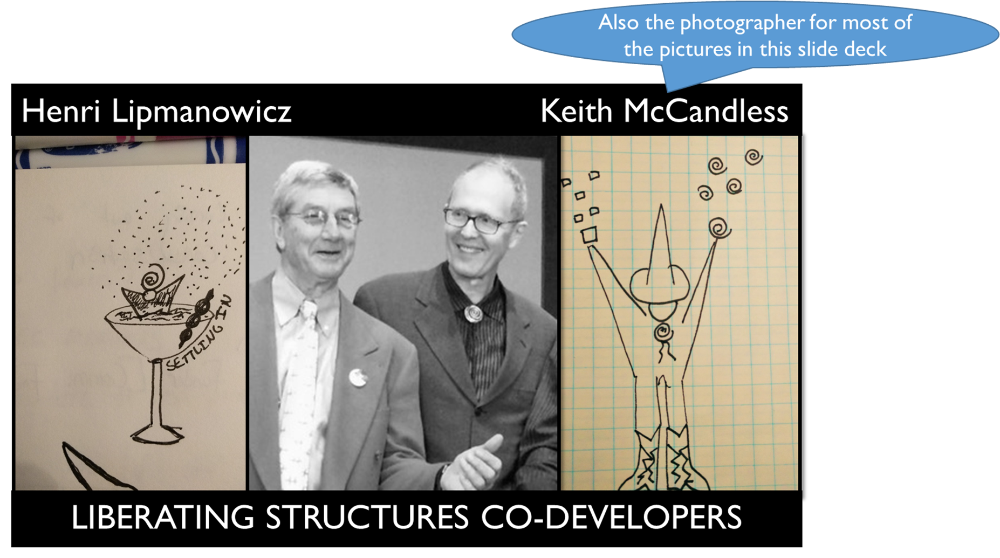 Also the photographer for most of
the pictures in this slide deck
Henri Lipmanowicz
Keith McCandless
SETTLING IN
LIBERATING STRUCTURES CO-DEVELOPERS